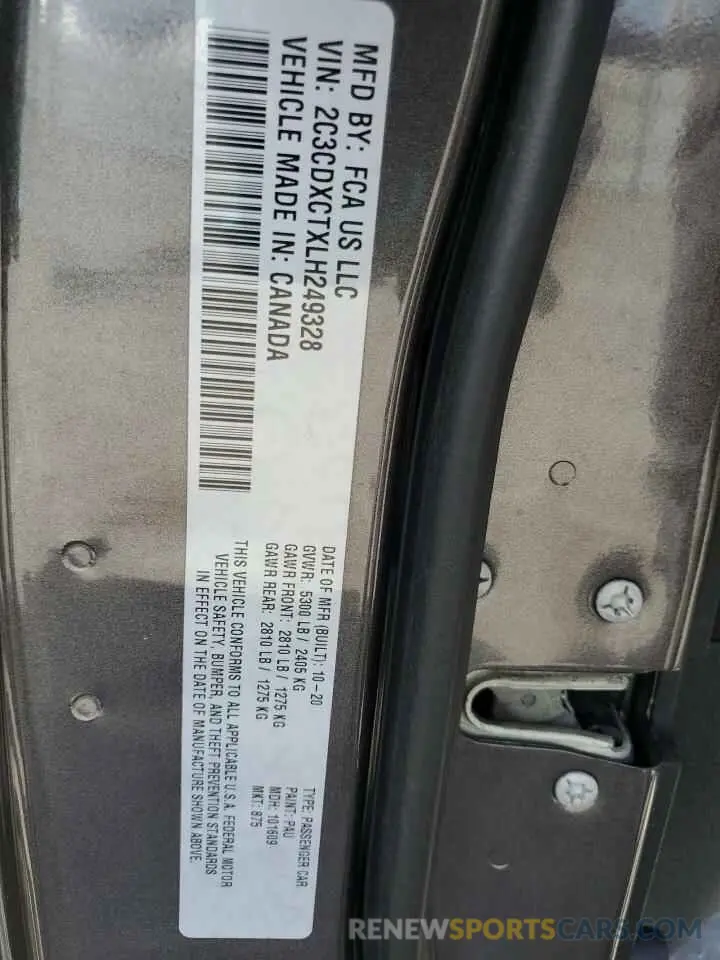 MFD BY: FCA US LLC
VIN: 2C3CDXCTXLH249328
VEHICLE MADE IN: CANADA
DATE OF MFR (BUILT): 10-20
GVWR: 5300 LB / 2405 KG
GAWR FRONT: 2810 LB / 1275 KG
GAWR REAR: 2810 LB / 1275 KG
TYPE: PASSENGER CAR
PAINT: PAU
MDH: 101609
MKT: 875
THIS VEHICLE CONFORMS TO ALL APPLICABLE U.S.A. FEDERAL MOTOR
VEHICLE SAFETY, BUMPER, AND THEFT PREVENTION STANDARDS
IN EFFECT ON THE DATE OF MANUFACTURE SHOWN ABOVE.
RENEWSPORTSCARS.COM